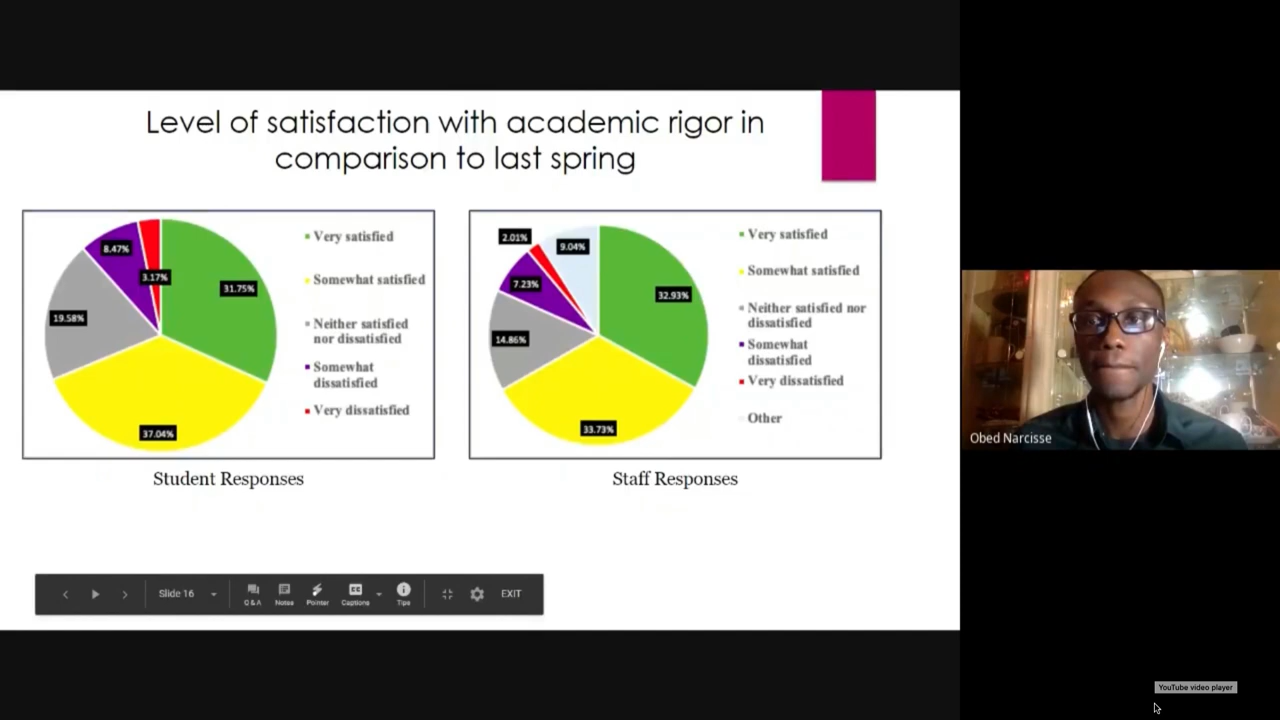 Level of satisfaction with academic rigor in
comparison to last spring
8.47%
3.17%
31.75%
19.58%
37.04%
Very satisfied
Somewhat satisfied
Neither satisfied
nor dissatisfied
Somewhat
dissatisfied
Very dissatisfied
Student Responses
2.01%
9.04%
7.23%
32.93%
14.86%
33.73%
Very satisfied
Somewhat satisfied
Neither satisfied nor
dissatisfied
Somewhat
dissatisfied
Very dissatisfied
Other
Staff Responses
Obed Narcisse
Slide 16
Q & A
Notes
Pointer
CC
Captions
Tips
EXIT
YouTube video player